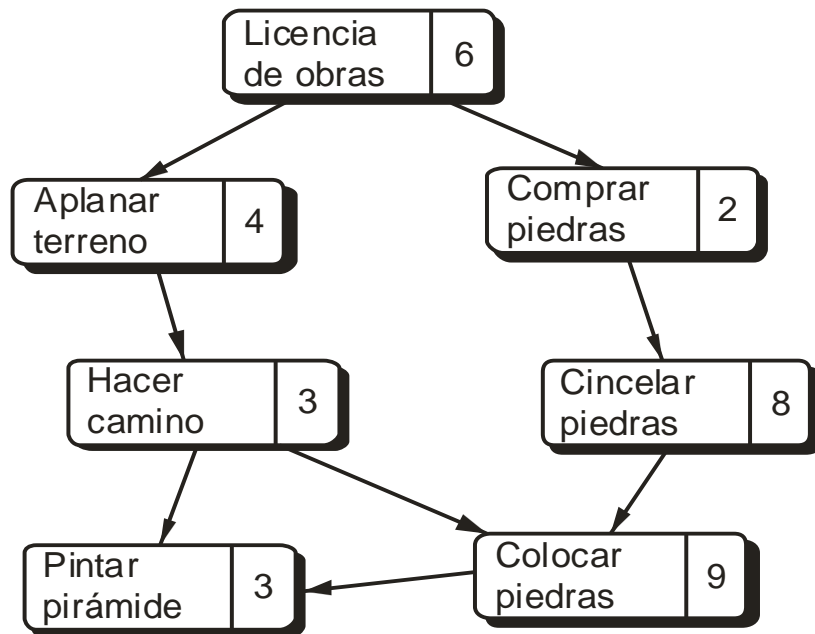 Licencia
de obras
6
Aplanar
terreno
4
Comprar
piedras
2
Hacer
camino
3
Cincelar
piedras
8
Pintar
pirámide
3
Colocar
piedras
9